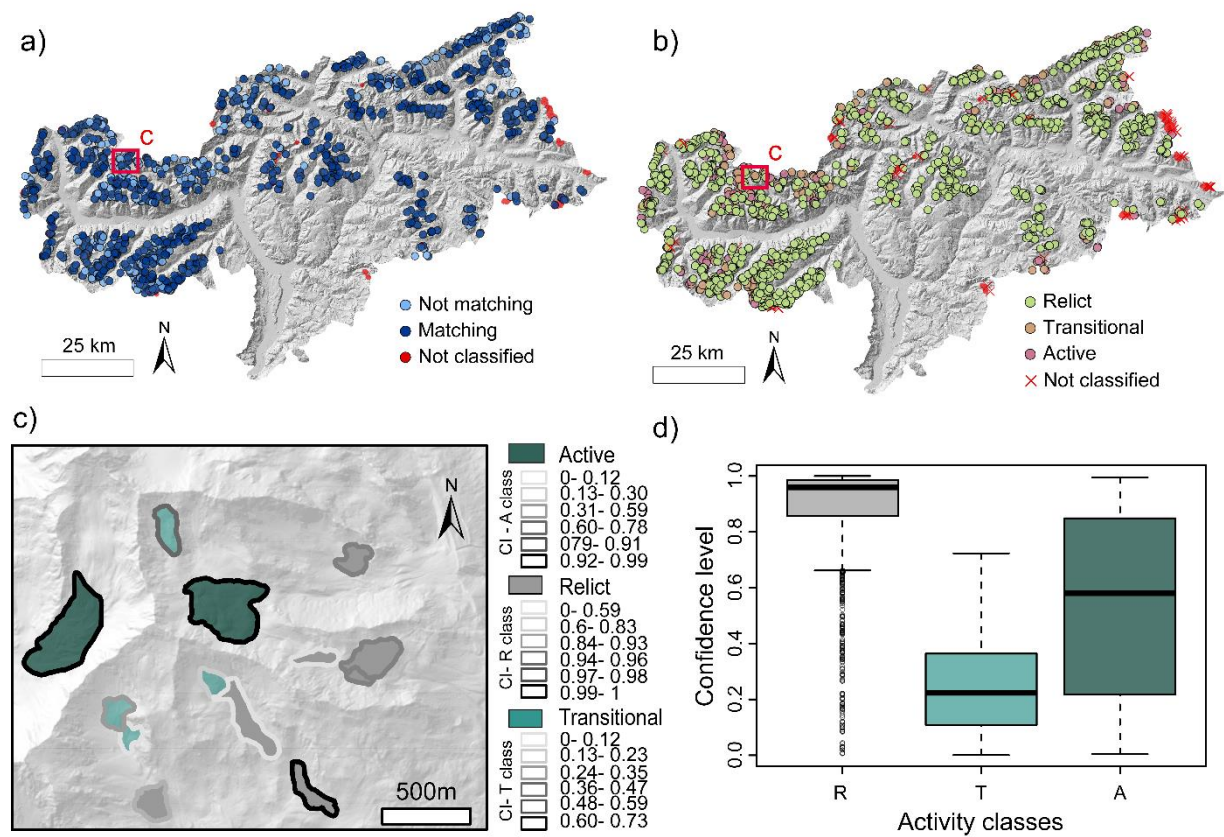 a)
C
Not matching
Matching
Not classified
N
25 km
b)
C
Relict
Transitional
Active
Not classified
N
25 km
c)
N
500m
Active
CI - A class
0- 0.12
0.13- 0.30
0.31- 0.59
0.60- 0.78
079- 0.91
0.92- 0.99
Relict
CI- R class
0- 0.59
0.6- 0.83
0.84- 0.93
0.94- 0.96
0.97- 0.98
0.99- 1
Transitional
CI- T class
0- 0.12
0.13- 0.23
0.24- 0.35
0.36- 0.47
0.48- 0.59
0.60- 0.73
d)
Confidence level
1.0
0.8
0.6
0.4
0.2
0.0
R T A
Activity classes